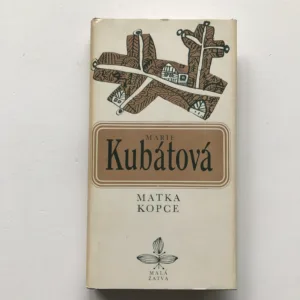 MARIE
Kubátová
MATKA
KOPCE
MALÁ
ŽATVA